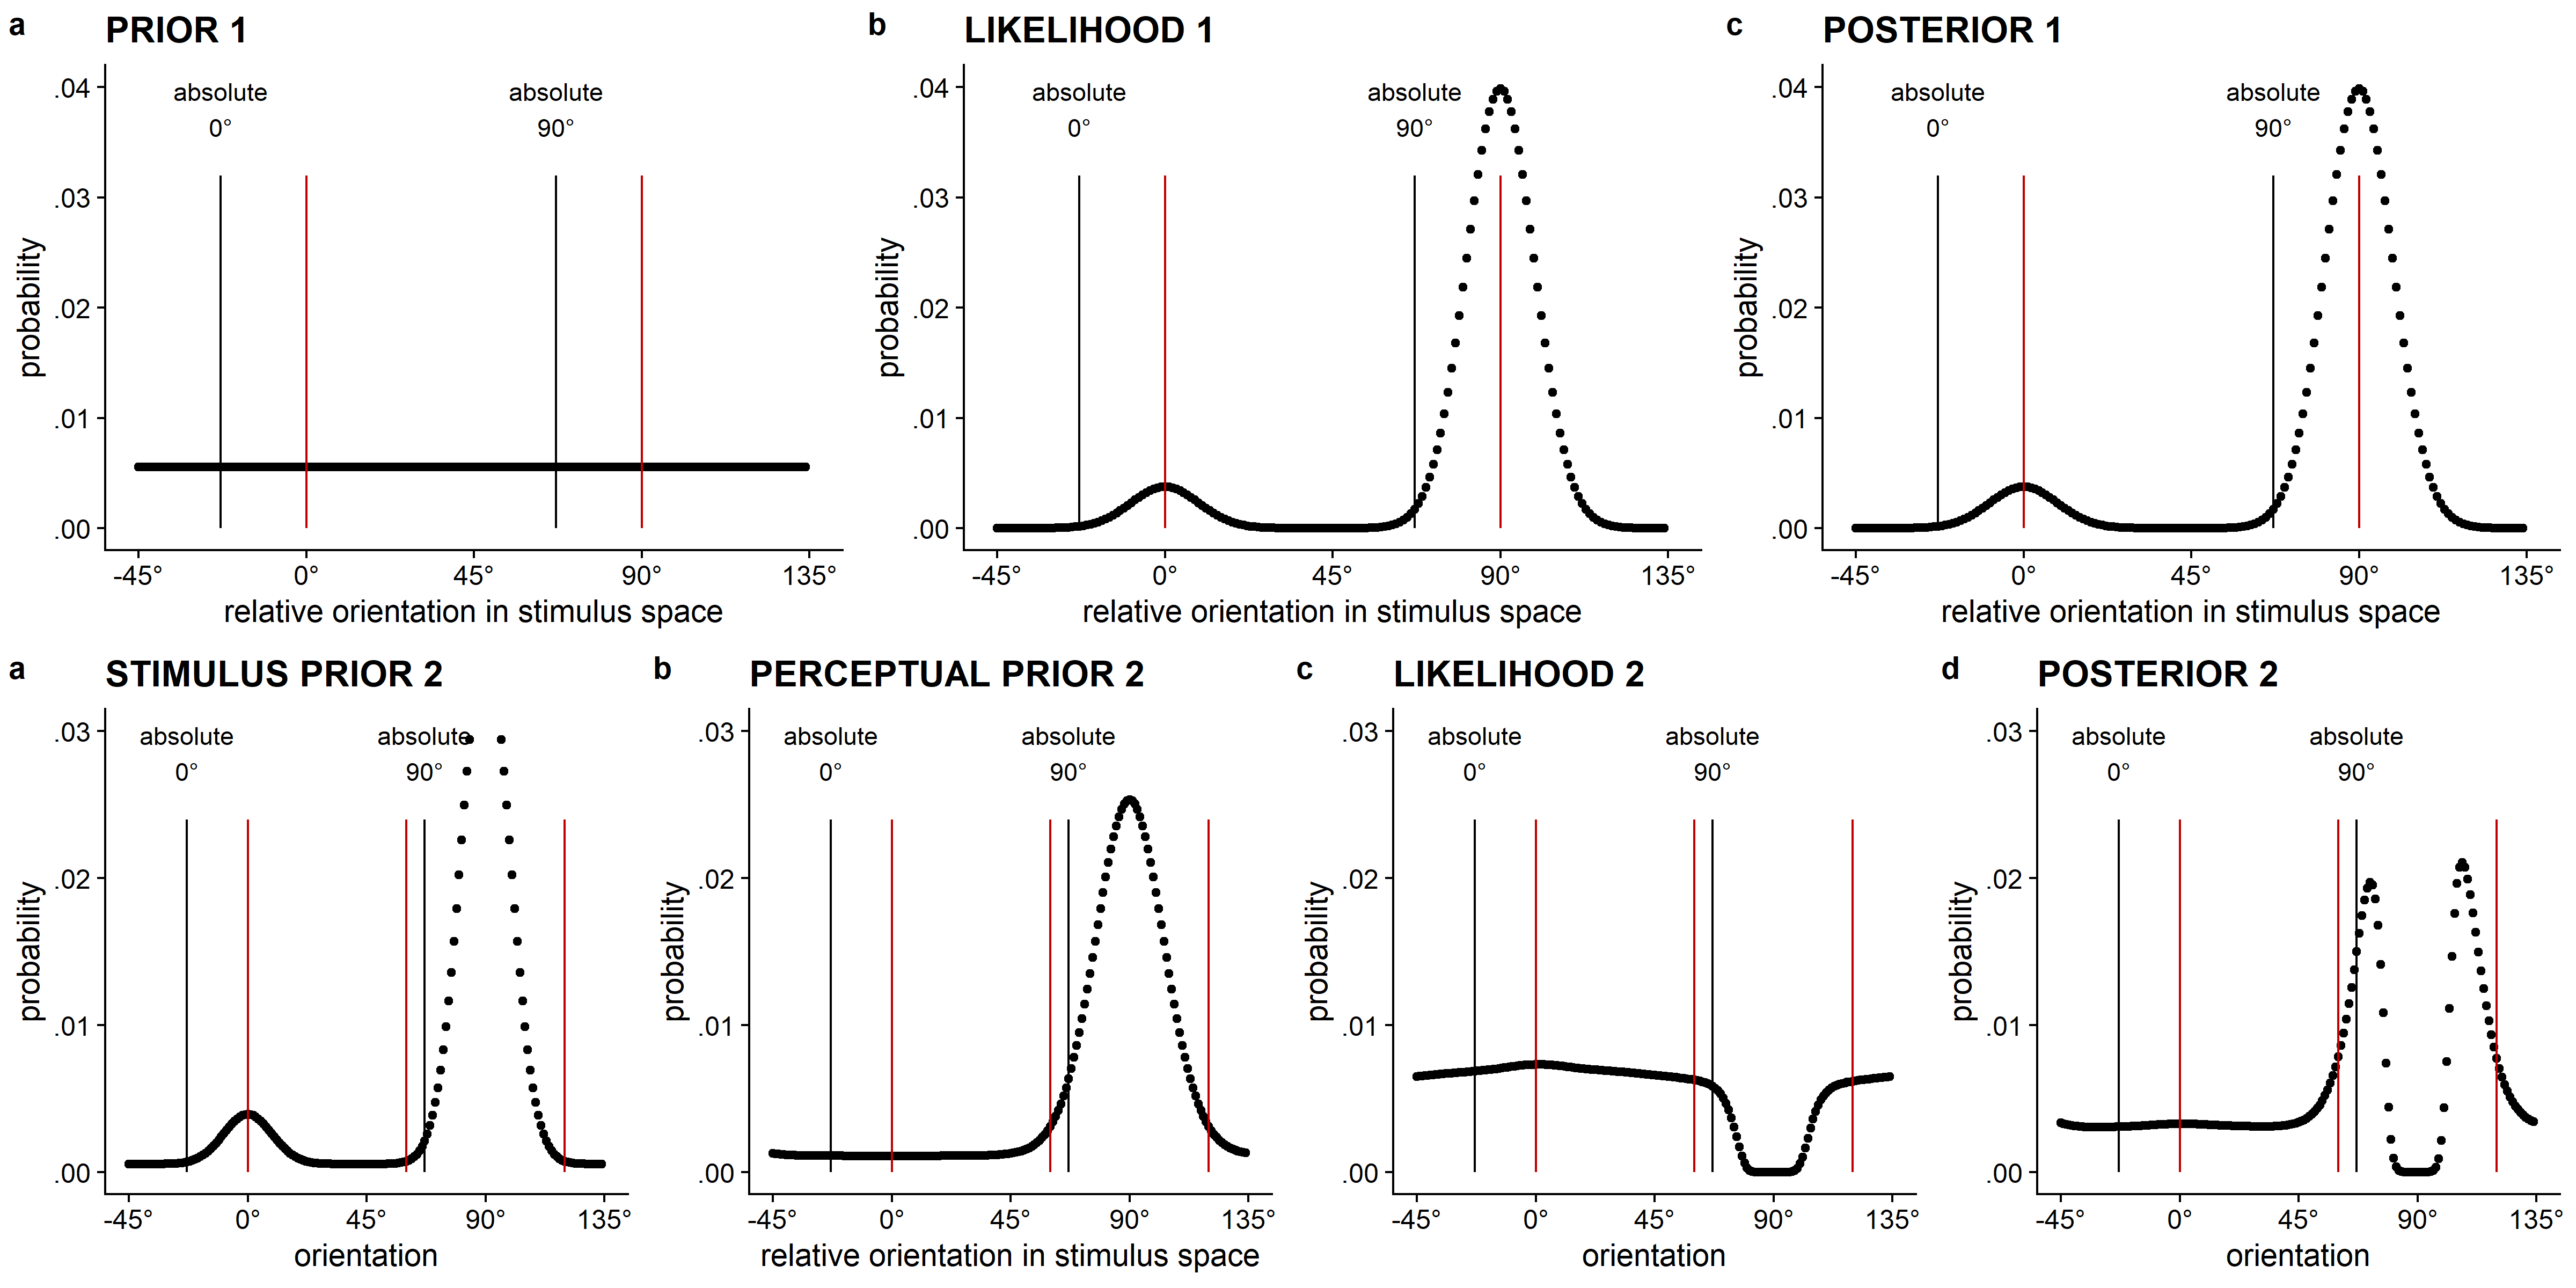 a PRIOR 1
.04
.03
.02
.01
.00
absolute
0°
absolute
90°
probability
-45° 0° 45° 90° 135°
relative orientation in stimulus space
b LIKELIHOOD 1
.04
.03
.02
.01
.00
absolute
0°
absolute
90°
probability
-45° 0° 45° 90° 135°
relative orientation in stimulus space
c POSTERIOR 1
.04
.03
.02
.01
.00
absolute
0°
absolute
90°
probability
-45° 0° 45° 90° 135°
relative orientation in stimulus space
a STIMULUS PRIOR 2
.03
.02
.01
.00
absolute
0°
absolute
90°
probability
-45° 0° 45° 90° 135°
orientation
b PERCEPTUAL PRIOR 2
.03
.02
.01
.00
absolute
0°
absolute
90°
probability
-45° 0° 45° 90° 135°
relative orientation in stimulus space
c LIKELIHOOD 2
.03
.02
.01
.00
absolute
0°
absolute
90°
probability
-45° 0° 45° 90° 135°
orientation
d POSTERIOR 2
.03
.02
.01
.00
absolute
0°
absolute
90°
probability
-45° 0° 45° 90° 135°
orientation